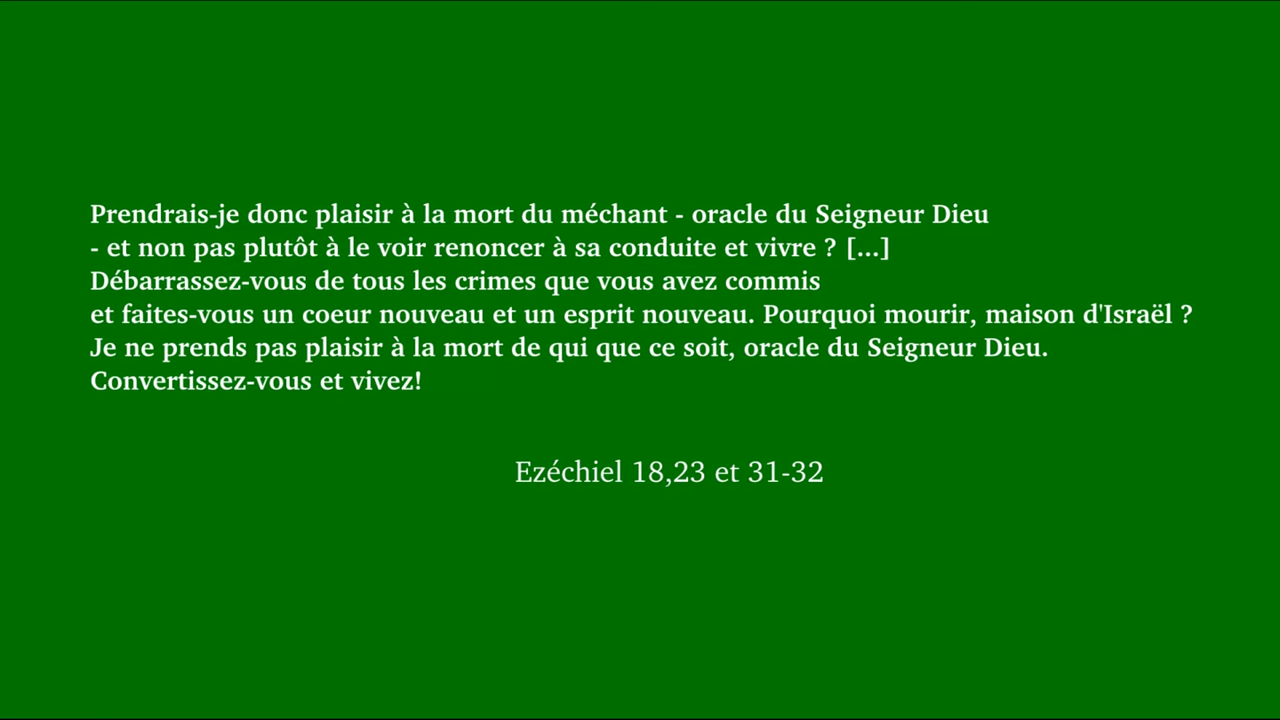 Prendrais-je donc plaisir à la mort du méchant - oracle du Seigneur Dieu
- et non pas plutôt à le voir renoncer à sa conduite et vivre ? [...]
Débarrassez-vous de tous les crimes que vous avez commis
et faites-vous un coeur nouveau et un esprit nouveau. Pourquoi mourir, maison d'Israël ?
Je ne prends pas plaisir à la mort de qui que ce soit, oracle du Seigneur Dieu.
Convertissez-vous et vivez!
Ezéchiel 18,23 et 31-32